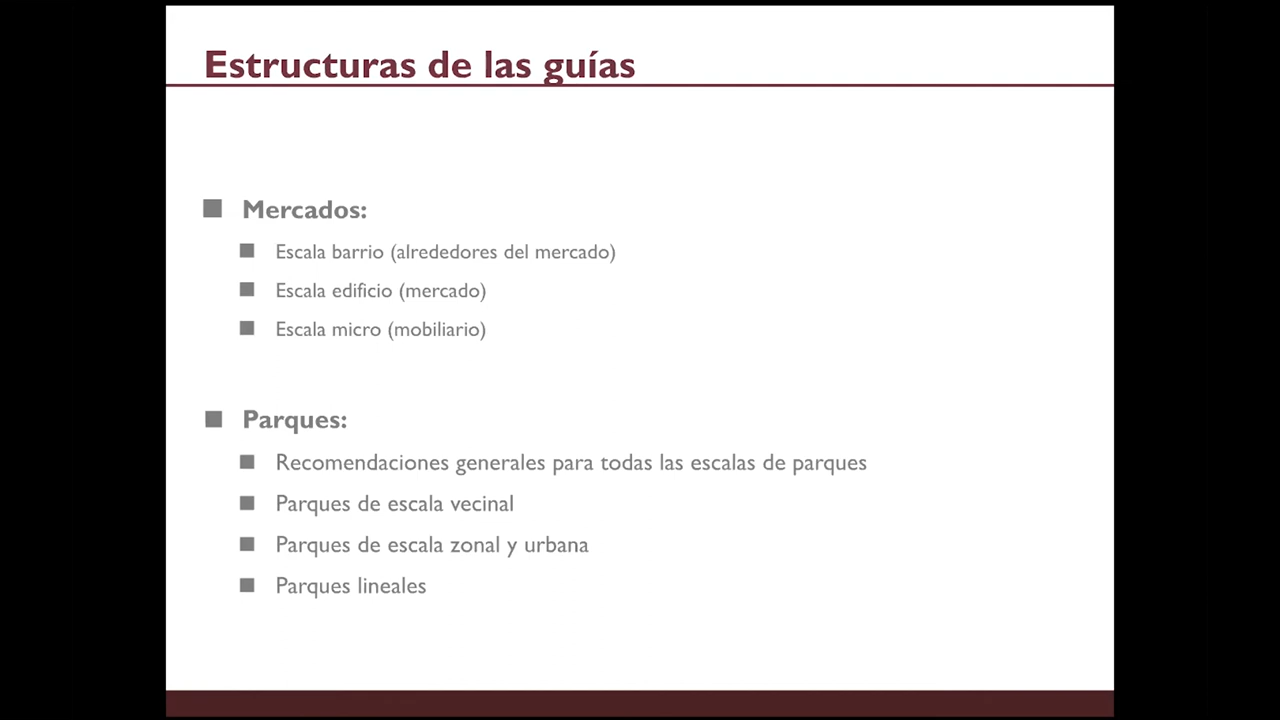 Estructuras de las guías
Mercados:
Escala barrio (alrededores del mercado)
Escala edificio (mercado)
Escala micro (mobiliario)
Parques:
Recomendaciones generales para todas las escalas de parques
Parques de escala vecinal
Parques de escala zonal y urbana
Parques lineales